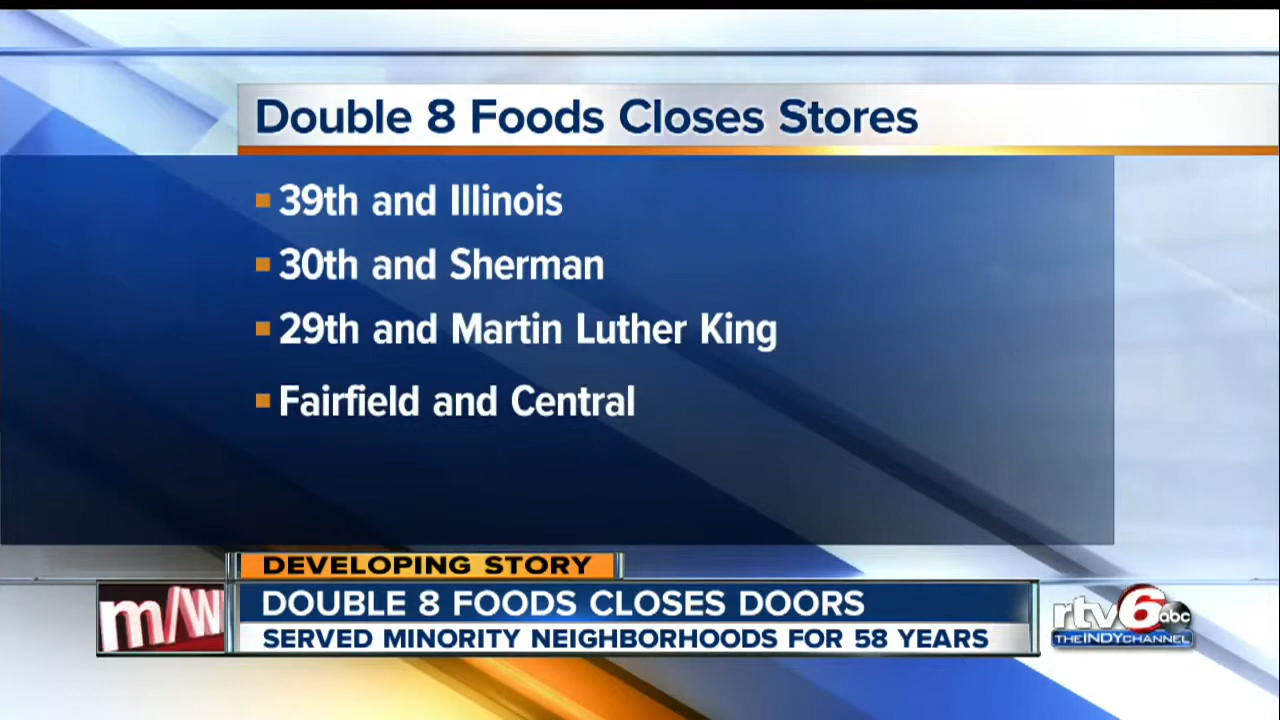 Double 8 Foods Closes Stores
39th and Illinois
30th and Sherman
29th and Martin Luther King
Fairfield and Central
DEVELOPING STORY
m/w
DOUBLE 8 FOODS CLOSES DOORS
SERVED MINORITY NEIGHBORHOODS FOR 58 YEARS
rtv6 abc
THEINDYCHANNEL